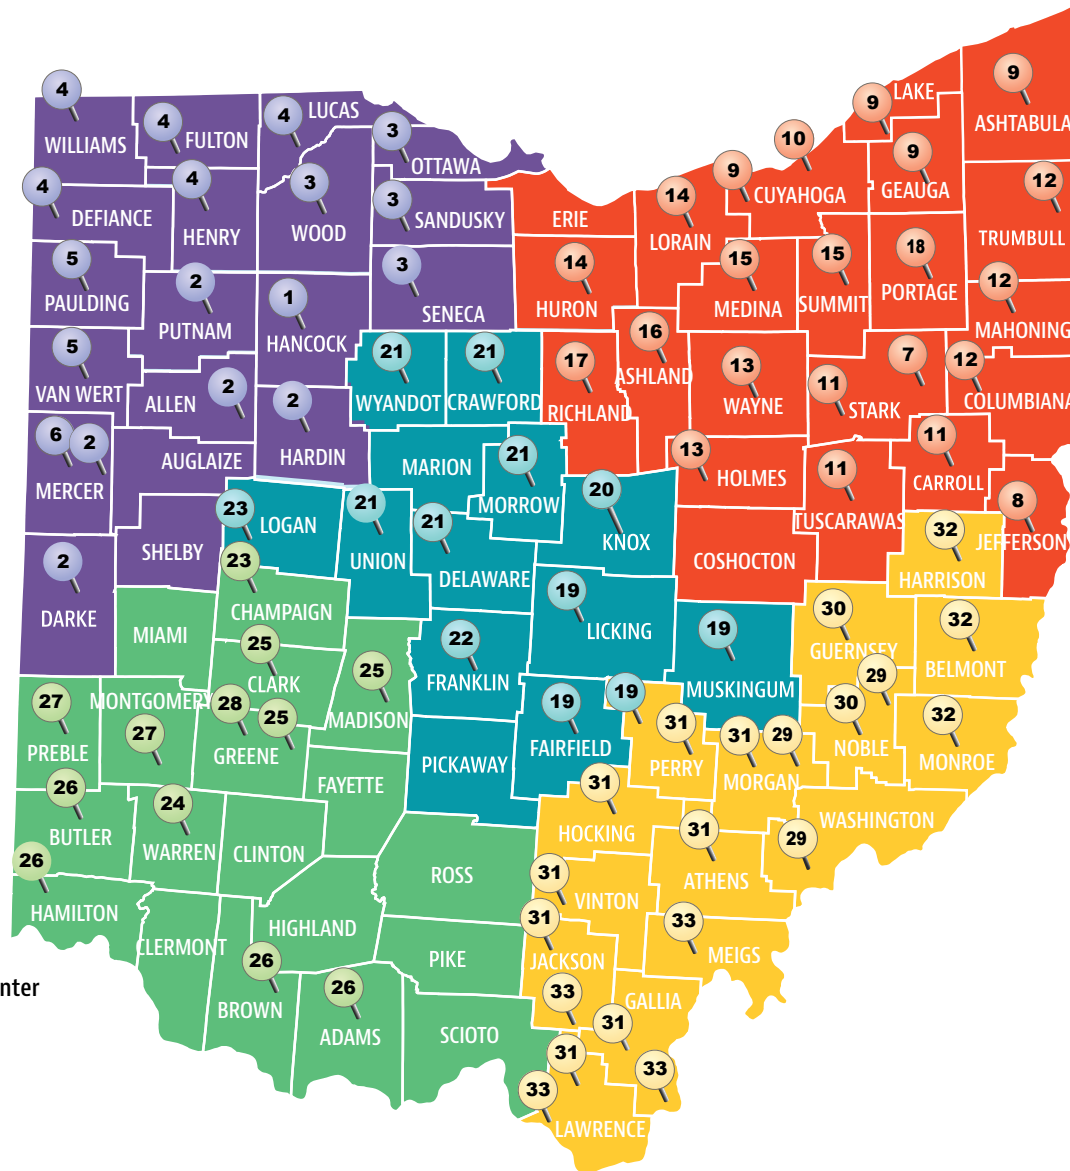 9
LAKE
4
9
ASHTABULA
4
LUCAS
4
FULTON
3
10
WILLIAMS
OTTAWA
9
GEAUGA
9
CUYAHOGA
4
4
3
3
14
12
DEFIANCE
HENRY
WOOD
SANDUSKY
ERIE
LORAIN
TRUMBULL
5
2
1
3
14
15
15
18
12
PAULDING
PUTNAM
HANCOCK
SENECA
HURON
MEDINA
SUMMIT
PORTAGE
MAHONING
5
21
21
17
16
13
11
7
12
VAN WERT
ALLEN
2
2
WYANDOT
CRAWFORD
RICHLAND
ASHLAND
WAYNE
STARK
COLUMBIANA
6
2
AUGLAIZE
HARDIN
MARION
21
13
HOLMES
11
11
MERCER
MORROW
20
CARROLL
23
LOGAN
21
21
KNOX
TUSCARAWAS
8
JEFFERSON
2
SHELBY
23
UNION
DELAWARE
COSHOCTON
32
HARRISON
DARKE
MIAMI
CHAMPAIGN
19
LICKING
19
30
GUERNSEY
32
BELMONT
25
CLARK
25
22
FRANKLIN
MUSKINGUM
29
27
MONTGOMERY
28
25
MADISON
19
19
30
32
PREBLE
27
GREENE
PICKAWAY
FAIRFIELD
31
PERRY
31
29
MORGAN
NOBLE
MONROE
26
24
FAYETTE
31
BUTLER
WARREN
CLINTON
HOCKING
31
29
WASHINGTON
26
HAMILTON
ROSS
31
VINTON
ATHENS
CLERMONT
HIGHLAND
31
JACKSON
33
MEIGS
26
BROWN
26
ADAMS
PIKE
33
GALLIA
nter
SCIOTO
31
31
33
33
LAWRENCE